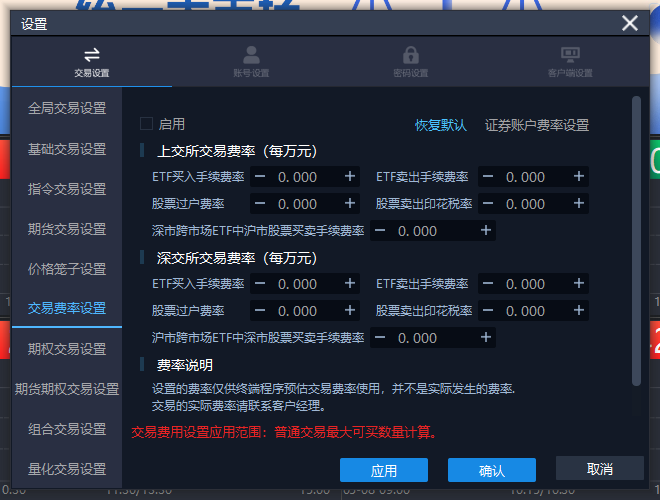 设置
交易设置 账号设置 密码设置 客户端设置
全局交易设置
基础交易设置
指令交易设置
期货交易设置
价格笼子设置
交易费率设置
期权交易设置
期货期权交易设置
组合交易设置
量化交易设置
启用 恢复默认 证券账户费率设置
上交所交易费率（每万元）
ETF买入手续费率 − 0.000 + ETF卖出手续费率 − 0.000 +
股票过户费率 − 0.000 + 股票卖出印花税率 − 0.000 +
深市跨市场ETF中沪市股票买卖手续费率 − 0.000 +
深交所交易费率（每万元）
ETF买入手续费率 − 0.000 + ETF卖出手续费率 − 0.000 +
股票过户费率 − 0.000 + 股票卖出印花税率 − 0.000 +
沪市跨市场ETF中深市股票买卖手续费率 − 0.000 +
费率说明
设置的费率仅供终端程序预估交易费率使用，并不是实际发生的费率.
交易的实际费率请联系客户经理。
交易费用设置应用范围：普通交易最大可买数量计算。
应用 确认 取消